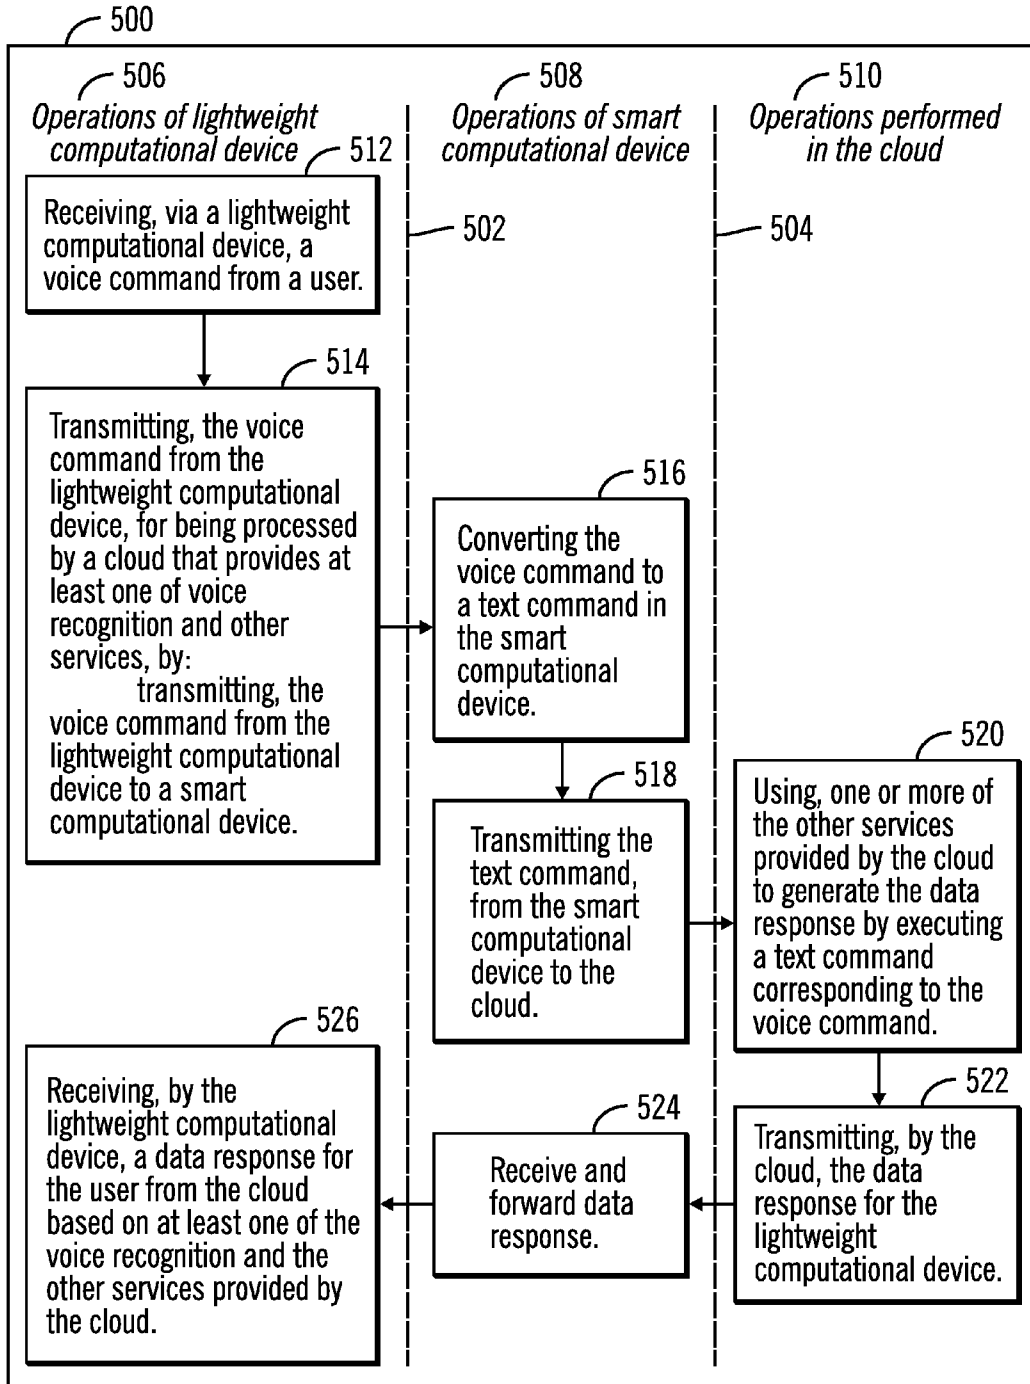 500
506
Operations of lightweight
computational device
508
Operations of smart
computational device
510
Operations performed
in the cloud
502
504
512
Receiving, via a lightweight
computational device, a
voice command from a user.
514
Transmitting, the voice
command from the
lightweight computational
device, for being processed
by a cloud that provides at
least one of voice
recognition and other
services, by:
transmitting, the
voice command from the
lightweight computational
device to a smart
computational device.
516
Converting the
voice command to
a text command in
the smart
computational
device.
518
Transmitting the
text command,
from the smart
computational
device to the
cloud.
520
Using, one or more of
the other services
provided by the cloud
to generate the data
response by executing
a text command
corresponding to the
voice command.
522
Transmitting, by the
cloud, the data
response for the
lightweight
computational device.
524
Receive and
forward data
response.
526
Receiving, by the
lightweight computational
device, a data response for
the user from the cloud
based on at least one of the
voice recognition and the
other services provided by
the cloud.